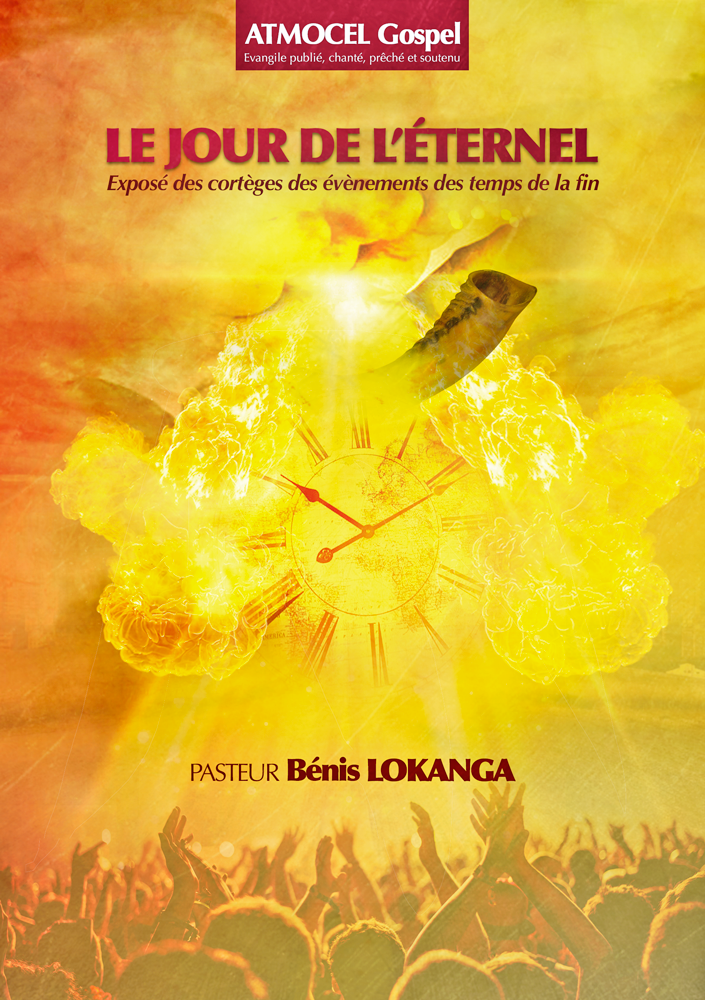 ATMOCEL Gospel
Evangile publié, chanté, prêché et soutenu
LE JOUR DE L'ÉTERNEL
Exposé des cortèges des évènements des temps de la fin
PASTEUR Bénis LOKANGA